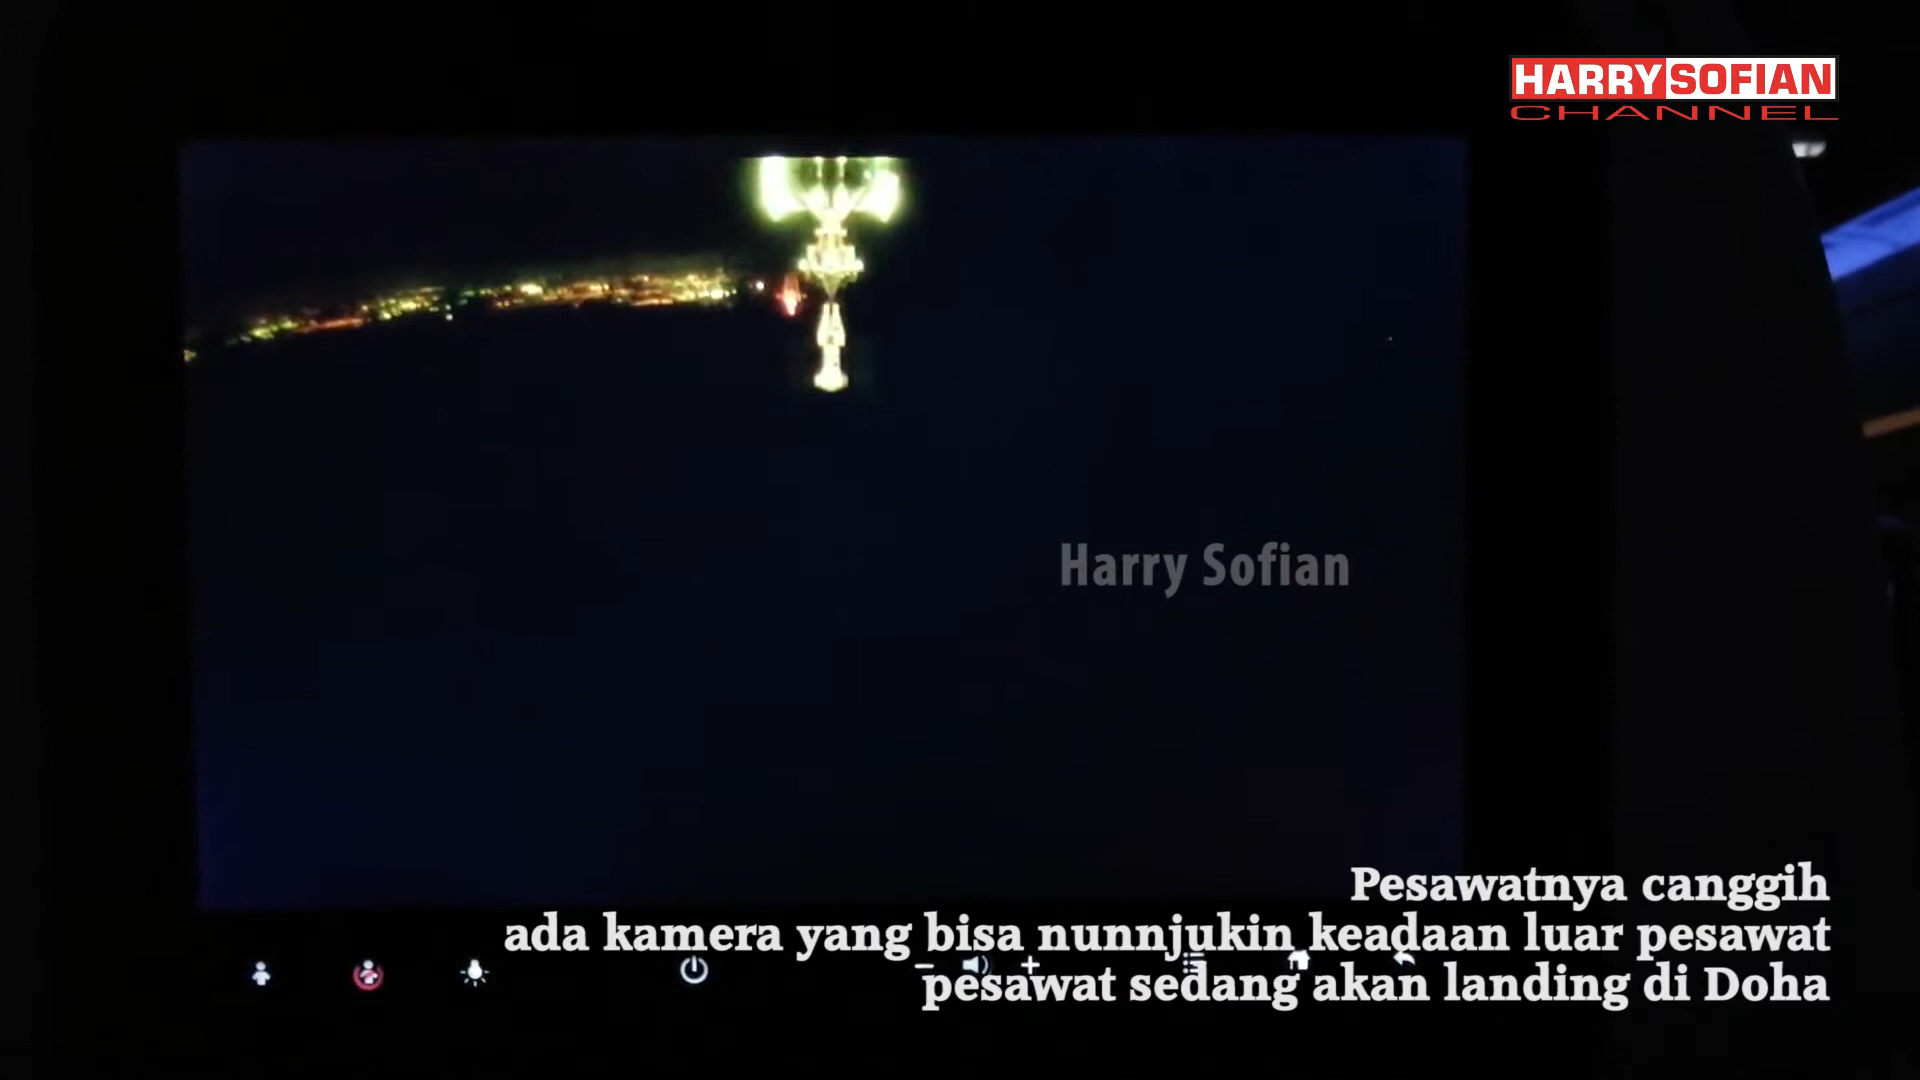 HARRY SOFIAN
CHANNEL
Harry Sofian
Pesawatnya canggih
ada kamera yang bisa nunnjukin keadaan luar pesawat
pesawat sedang akan landing di Doha